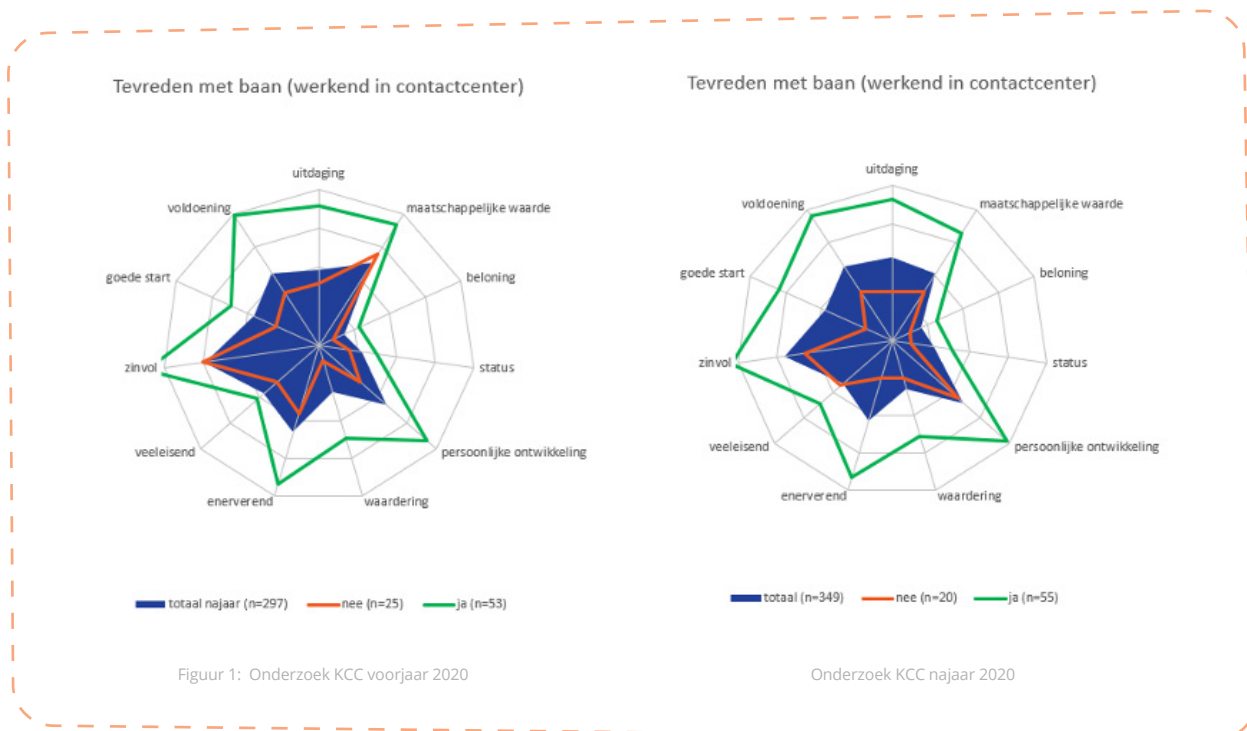 Tevreden met baan (werkend in contactcenter)
uitdaging
voldoening
maatschappelijke waarde
goede start
beloning
zinvol
status
veeleisend
persoonlijke ontwikkeling
enerverend
waardering
totaal najaar (n=297)
nee (n=25)
ja (n=53)
Figuur 1: Onderzoek KCC voorjaar 2020
Tevreden met baan (werkend in contactcenter)
uitdaging
voldoening
maatschappelijke waarde
goede start
beloning
zinvol
status
veeleisend
persoonlijke ontwikkeling
enerverend
waardering
totaal (n=349)
nee (n=20)
ja (n=55)
Onderzoek KCC najaar 2020